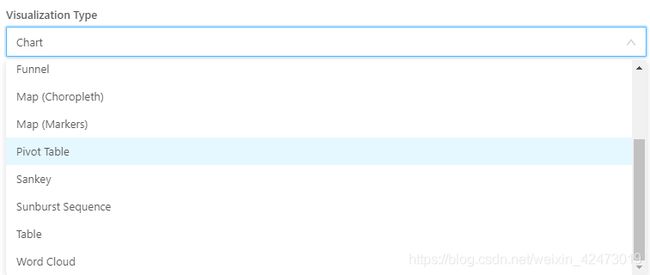 Visualization Type
Chart
Funnel
Map (Choropleth)
Map (Markers)
Pivot Table
Sankey
Sunburst Sequence
Table
Word Cloud
https://blog.csdn.net/weixin_42473019